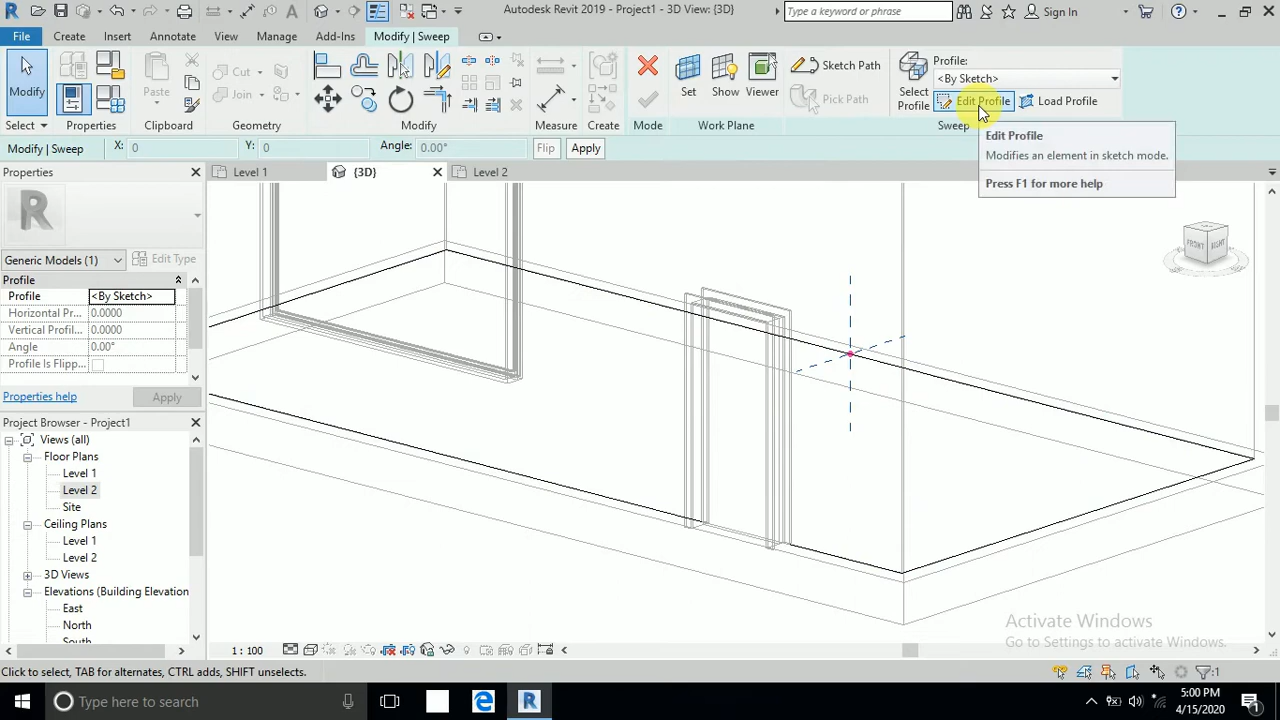 Autodesk Revit 2019 - Project1 - 3D View: {3D}
Type a keyword or phrase
Sign In
File
Create
Insert
Annotate
View
Manage
Add-Ins
Modify | Sweep
Modify
Paste
Cut
Join
Set
Show
Viewer
Sketch Path
Pick Path
Select
Profile
Profile:
<By Sketch>
Edit Profile
Load Profile
Select
Properties
Clipboard
Geometry
Modify
Measure
Create
Mode
Work Plane
Sweep
Modify | Sweep
X:
0
Y:
0
Angle:
0.00°
Flip
Apply
Edit Profile
Modifies an element in sketch mode.
Press F1 for more help
Properties
Level 1
{3D}
Level 2
FRONT
RIGHT
Generic Models (1)
Edit Type
Profile
Profile
<By Sketch>
Horizontal Pr...
0.0000
Vertical Profil...
0.0000
Angle
0.00°
Profile Is Flipp...
Properties help
Apply
Project Browser - Project1
Views (all)
Floor Plans
Level 1
Level 2
Site
Ceiling Plans
Level 1
Level 2
3D Views
Elevations (Building Elevation
East
North
South
Activate Windows
Go to Settings to activate Windows.
1 : 100
Click to select, TAB for alternates, CTRL adds, SHIFT unselects.
:1
Type here to search
5:00 PM
4/15/2020
1